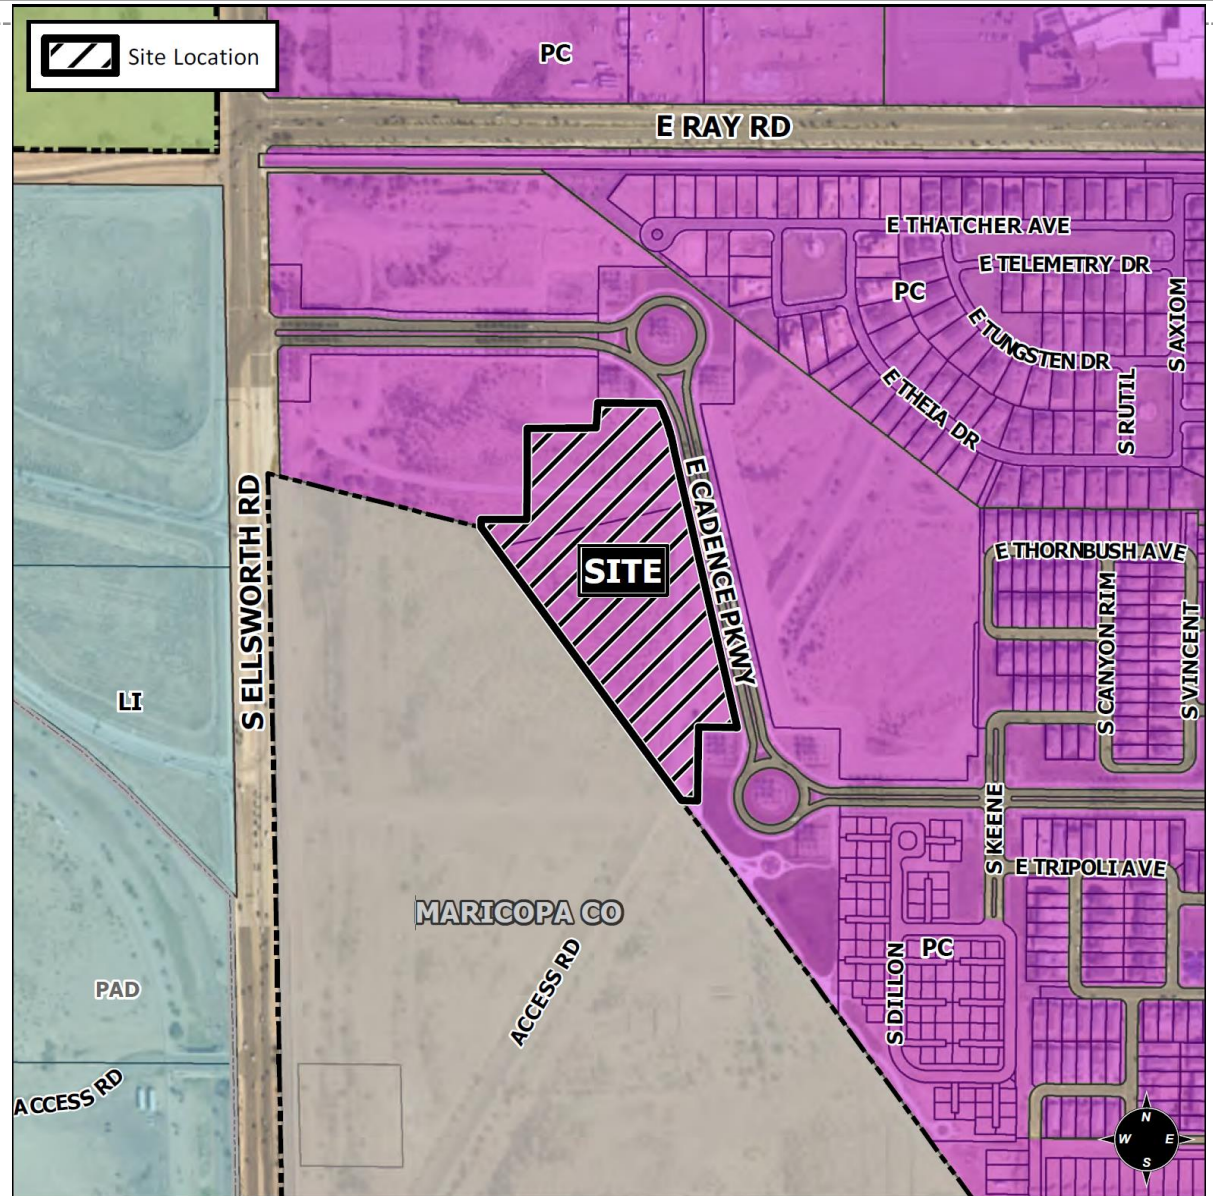 Site Location
PC
E RAY RD
E THATCHER AVE
E TELEMETRY DR
PC
S AXIOM
E TUNGSTEN DR
E THEIA DR
S RUTIL
S ELLSWORTH RD
E CADENCE PKWY
SITE
E THORNBUSH AVE
S CANYON RIM
S VINCENT
LI
S KEENE
E TRIPOLI AVE
MARICOPA CO
PC
S DILLON
ACCESS RD
PAD
ACCESS RD
N
W E
S